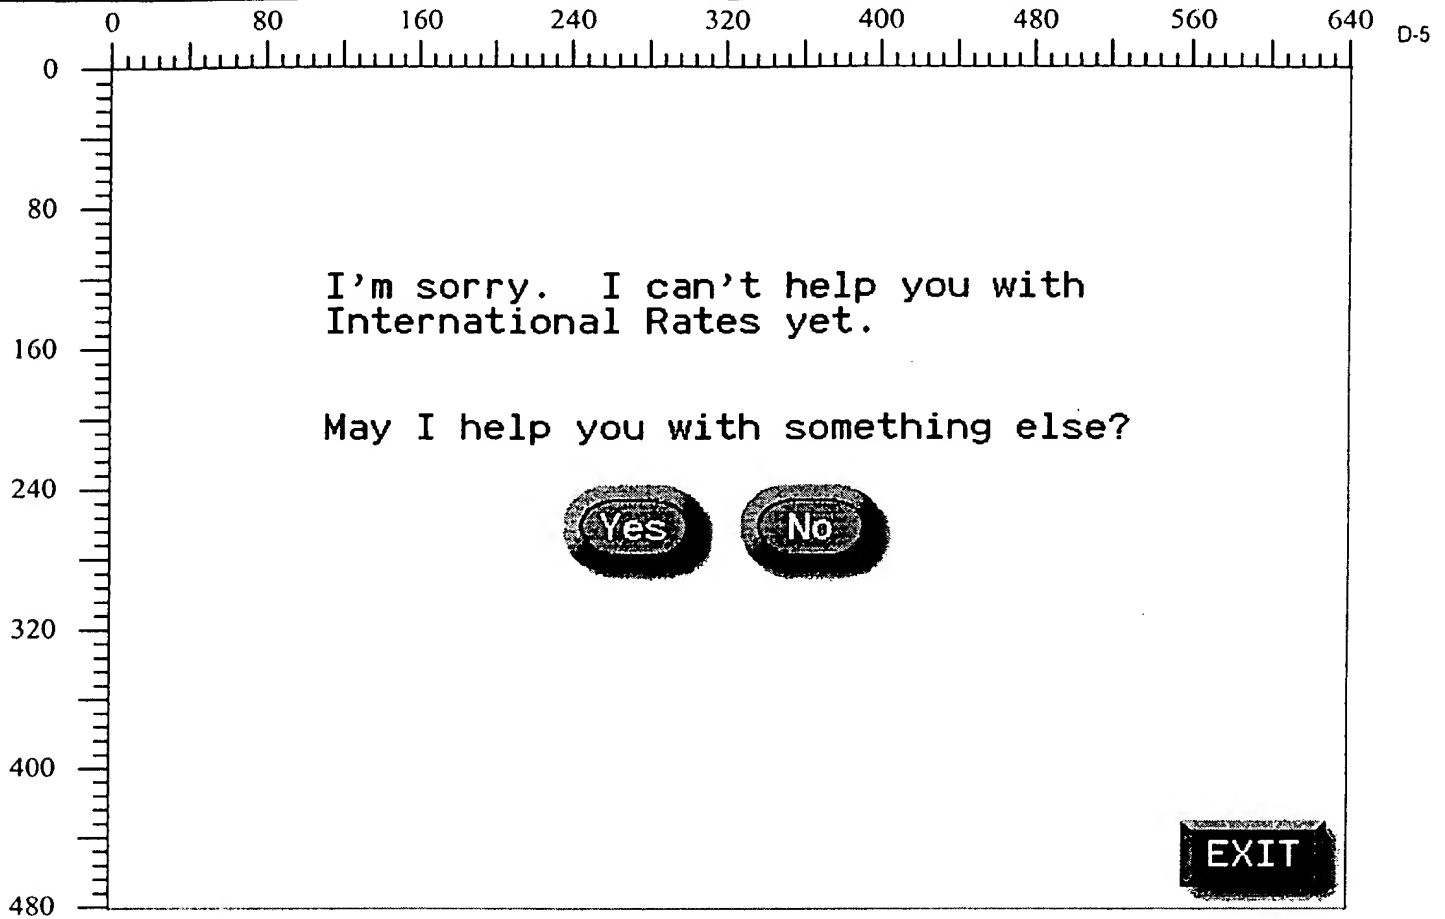 0 80 160 240 320 400 480 560 640 D-5
0
80
I'm sorry.  I can't help you with
International Rates yet.
160
May I help you with something else?
240
Yes No
320
400
EXIT
480